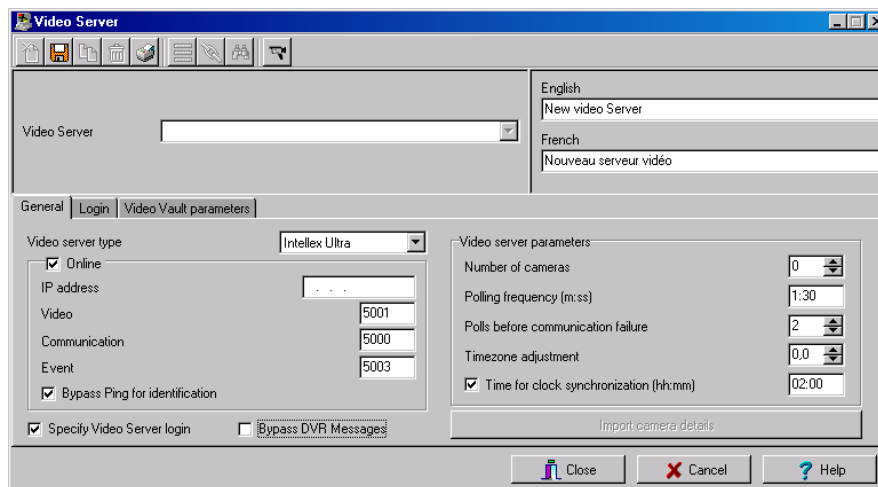 Video Server
English
New video Server
Video Server
French
Nouveau serveur vidéo
General Login Video Vault parameters
Video server type Intellex Ultra
Online
IP address . . .
Video 5001
Communication 5000
Event 5003
Bypass Ping for identification
Specify Video Server login Bypass DVR Messages
Video server parameters
Number of cameras 0
Polling frequency (m:ss) 1:30
Polls before communication failure 2
Timezone adjustment 0,0
Time for clock synchronization (hh:mm) 02:00
Import camera details
Close Cancel Help